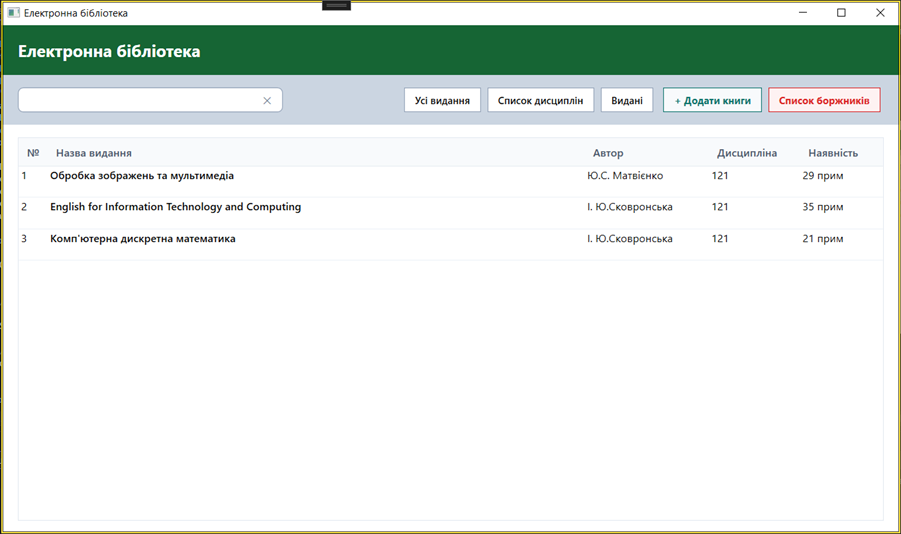 Електронна бібліотека
Електронна бібліотека
Усі видання Список дисциплін Видані + Додати книги Список боржників
№ Назва видання Автор Дисципліна Наявність
1 Обробка зображень та мультимедіа Ю.С. Матвієнко 121 29 прим
2 English for Information Technology and Computing І. Ю.Сковронська 121 35 прим
3 Комп'ютерна дискретна математика І. Ю.Сковронська 121 21 прим